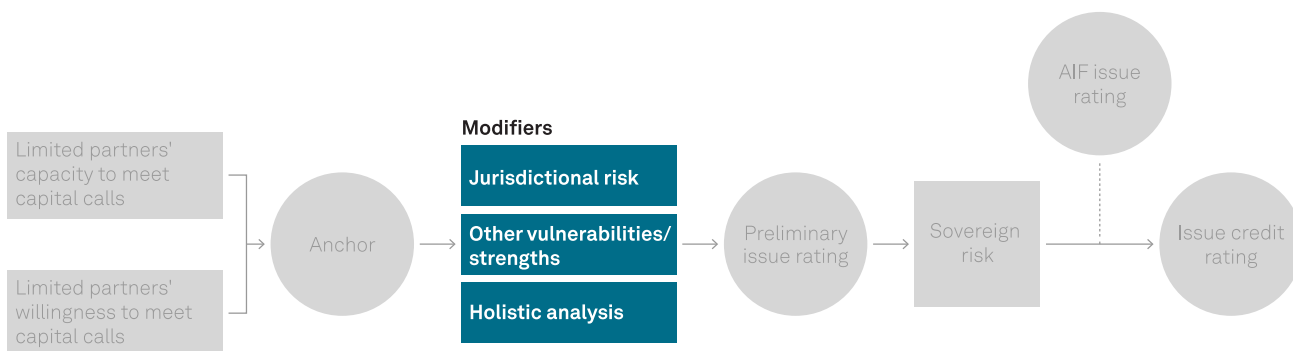 Limited partners'
capacity to meet
capital calls
Limited partners'
willingness to meet
capital calls
Anchor
Modifiers
Jurisdictional risk
Other vulnerabilities/
strengths
Holistic analysis
Preliminary
issue rating
Sovereign
risk
AIF issue
rating
Issue credit
rating